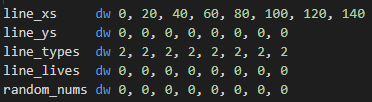 line_xs dw 0, 20, 40, 60, 80, 100, 120, 140
line_ys dw 0, 0, 0, 0, 0, 0, 0, 0
line_types dw 2, 2, 2, 2, 2, 2, 2, 2
line_lives dw 0, 0, 0, 0, 0, 0, 0, 0
random_nums dw 0, 0, 0, 0, 0, 0, 0, 0